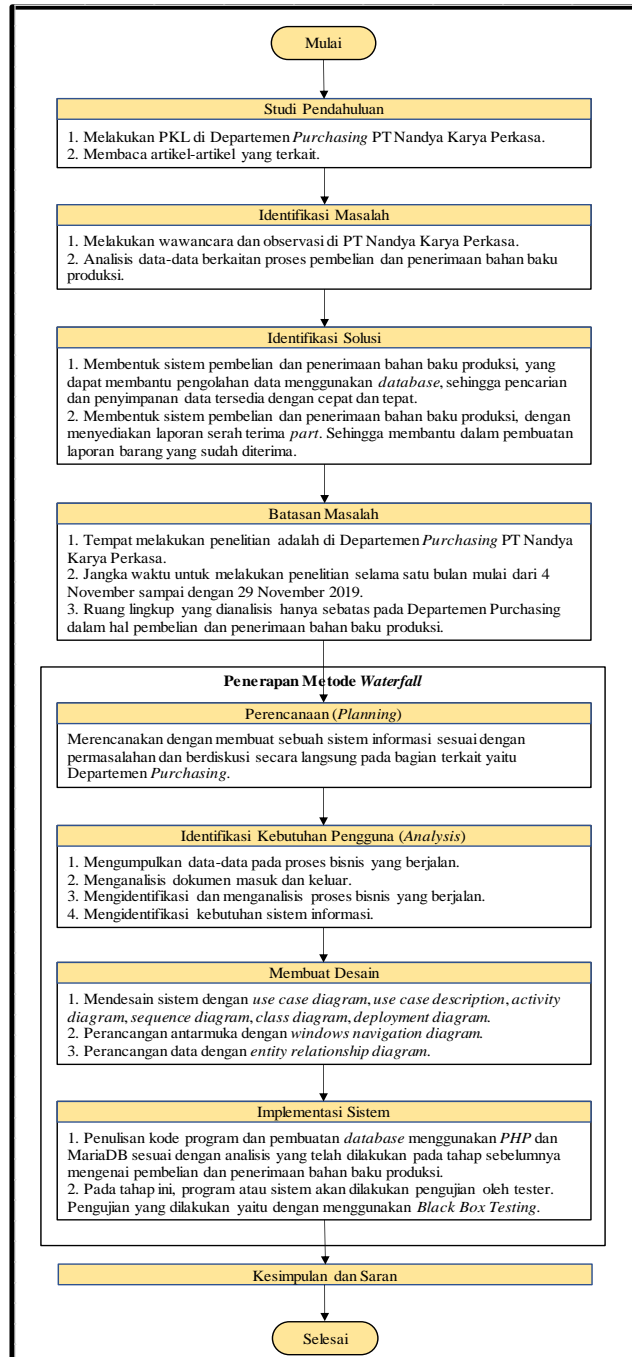 Mulai
Studi Pendahuluan
1. Melakukan PKL di Departemen Purchasing PT Nandya Karya Perkasa.
2. Membaca artikel-artikel yang terkait.
Identifikasi Masalah
1. Melakukan wawancara dan observasi di PT Nandya Karya Perkasa.
2. Analisis data-data berkaitan proses pembelian dan penerimaan bahan baku
produksi.
Identifikasi Solusi
1. Membentuk sistem pembelian dan penerimaan bahan baku produksi, yang
dapat membantu pengolahan data menggunakan database, sehingga pencarian
dan penyimpanan data tersedia dengan cepat dan tepat.
2. Membentuk sistem pembelian dan penerimaan bahan baku produksi, dengan
menyediakan laporan serah terima part. Sehingga membantu dalam pembuatan
laporan barang yang sudah diterima.
Batasan Masalah
1. Tempat melakukan penelitian adalah di Departemen Purchasing PT Nandya
Karya Perkasa.
2. Jangka waktu untuk melakukan penelitian selama satu bulan mulai dari 4
November sampai dengan 29 November 2019.
3. Ruang lingkup yang dianalisis hanya sebatas pada Departemen Purchasing
dalam hal pembelian dan penerimaan bahan baku produksi.
Penerapan Metode Waterfall
Perencanaan (Planning)
Merencanakan dengan membuat sebuah sistem informasi sesuai dengan
permasalahan dan berdiskusi secara langsung pada bagian terkait yaitu
Departemen Purchasing.
Identifikasi Kebutuhan Pengguna (Analysis)
1. Mengumpulkan data-data pada proses bisnis yang berjalan.
2. Menganalisis dokumen masuk dan keluar.
3. Mengidentifikasi dan menganalisis proses bisnis yang berjalan.
4. Mengidentifikasi kebutuhan sistem informasi.
Membuat Desain
1. Mendesain sistem dengan use case diagram, use case description, activity
diagram, sequence diagram, class diagram, deployment diagram.
2. Perancangan antarmuka dengan windows navigation diagram.
3. Perancangan data dengan entity relationship diagram.
Implementasi Sistem
1. Penulisan kode program dan pembuatan database menggunakan PHP dan
MariaDB sesuai dengan analisis yang telah dilakukan pada tahap sebelumnya
mengenai pembelian dan penerimaan bahan baku produksi.
2. Pada tahap ini, program atau sistem akan dilakukan pengujian oleh tester.
Pengujian yang dilakukan yaitu dengan menggunakan Black Box Testing.
Kesimpulan dan Saran
Selesai